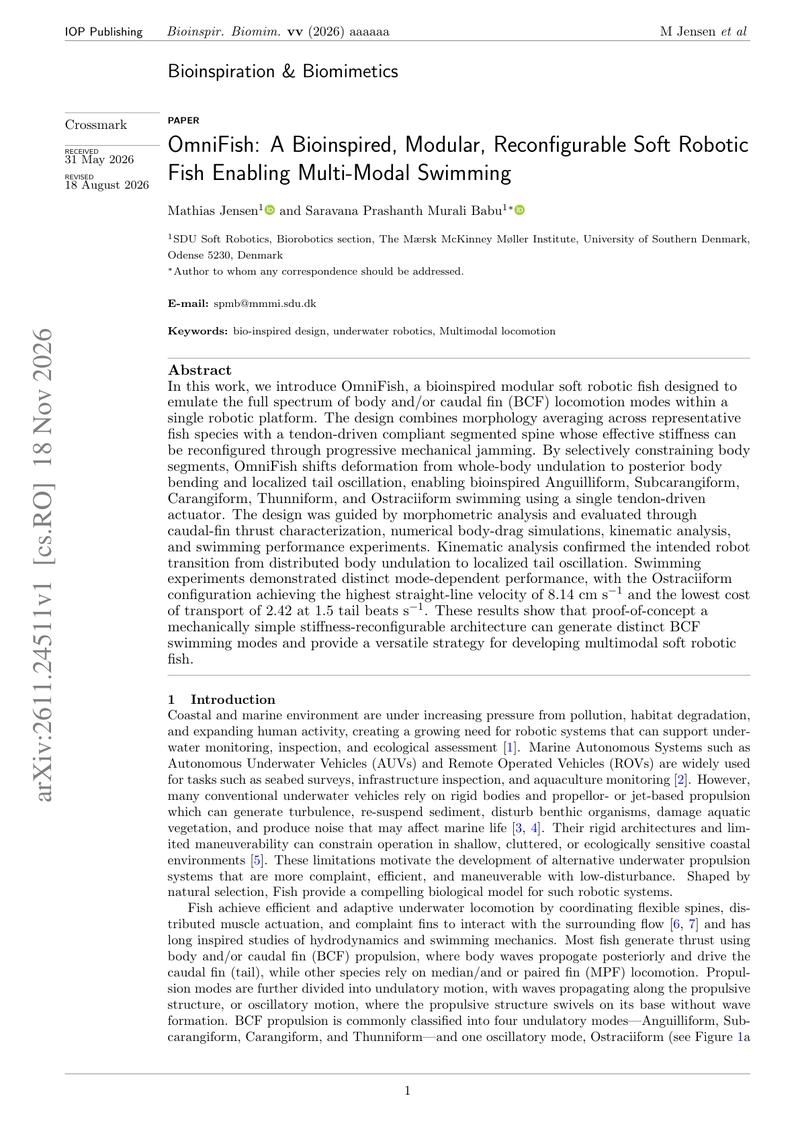 IOP Publishing Bioinspir. Biomim. vv (2026) aaaaaa M Jensen et al
Bioinspiration & Biomimetics
Crossmark
RECEIVED
31 May 2026
REVISED
18 August 2026
PAPER
OmniFish: A Bioinspired, Modular, Reconfigurable Soft Robotic
Fish Enabling Multi-Modal Swimming
Mathias Jensen1 and Saravana Prashanth Murali Babu1*
1SDU Soft Robotics, Biorobotics section, The Mærsk McKinney Møller Institute, University of Southern Denmark,
Odense 5230, Denmark
*Author to whom any correspondence should be addressed.
E-mail: spmb@mmmi.sdu.dk
Keywords: bio-inspired design, underwater robotics, Multimodal locomotion
Abstract
In this work, we introduce OmniFish, a bioinspired modular soft robotic fish designed to
emulate the full spectrum of body and/or caudal fin (BCF) locomotion modes within a
single robotic platform. The design combines morphology averaging across representative
fish species with a tendon-driven compliant segmented spine whose effective stiffness can
be reconfigured through progressive mechanical jamming. By selectively constraining body
segments, OmniFish shifts deformation from whole-body undulation to posterior body
bending and localized tail oscillation, enabling bioinspired Anguilliform, Subcarangiform,
Carangiform, Thunniform, and Ostraciiform swimming using a single tendon-driven
actuator. The design was guided by morphometric analysis and evaluated through
caudal-fin thrust characterization, numerical body-drag simulations, kinematic analysis,
and swimming performance experiments. Kinematic analysis confirmed the intended robot
transition from distributed body undulation to localized tail oscillation. Swimming
experiments demonstrated distinct mode-dependent performance, with the Ostraciiform
configuration achieving the highest straight-line velocity of 8.14 cm s−1 and the lowest cost
of transport of 2.42 at 1.5 tail beats s−1. These results show that proof-of-concept a
mechanically simple stiffness-reconfigurable architecture can generate distinct BCF
swimming modes and provide a versatile strategy for developing multimodal soft robotic
fish.
1 Introduction
Coastal and marine environment are under increasing pressure from pollution, habitat degradation,
and expanding human activity, creating a growing need for robotic systems that can support under-
water monitoring, inspection, and ecological assessment [1]. Marine Autonomous Systems such as
Autonomous Underwater Vehicles (AUVs) and Remote Operated Vehicles (ROVs) are widely used
for tasks such as seabed surveys, infrastructure inspection, and aquaculture monitoring [2]. However,
many conventional underwater vehicles rely on rigid bodies and propellor- or jet-based propulsion
which can generate turbulence, re-suspend sediment, disturb benthic organisms, damage aquatic
vegetation, and produce noise that may affect marine life [3, 4]. Their rigid architectures and lim-
ited maneuverability can constrain operation in shallow, cluttered, or ecologically sensitive coastal
environments [5]. These limitations motivate the development of alternative underwater propulsion
systems that are more complaint, efficient, and maneuverable with low-disturbance. Shaped by
natural selection, Fish provide a compelling biological model for such robotic systems.
Fish achieve efficient and adaptive underwater locomotion by coordinating flexible spines, dis-
tributed muscle actuation, and complaint fins to interact with the surrounding flow [6, 7] and has
long inspired studies of hydrodynamics and swimming mechanics. Most fish generate thrust using
body and/or caudal fin (BCF) propulsion, where body waves propogate posteriorly and drive the
caudal fin (tail), while other species rely on median/and or paired fin (MPF) locomotion. Propul-
sion modes are further divided into undulatory motion, with waves propagating along the propulsive
structure, or oscillatory motion, where the propulsive structure swivels on its base without wave
formation. BCF propulsion is commonly classified into four undulatory modes—Anguilliform, Sub-
carangiform, Carangiform, and Thunniform—and one oscillatory mode, Ostraciiform (see Figure 1a
1
arXiv:2611.24511v1 [cs.RO] 18 Nov 2026